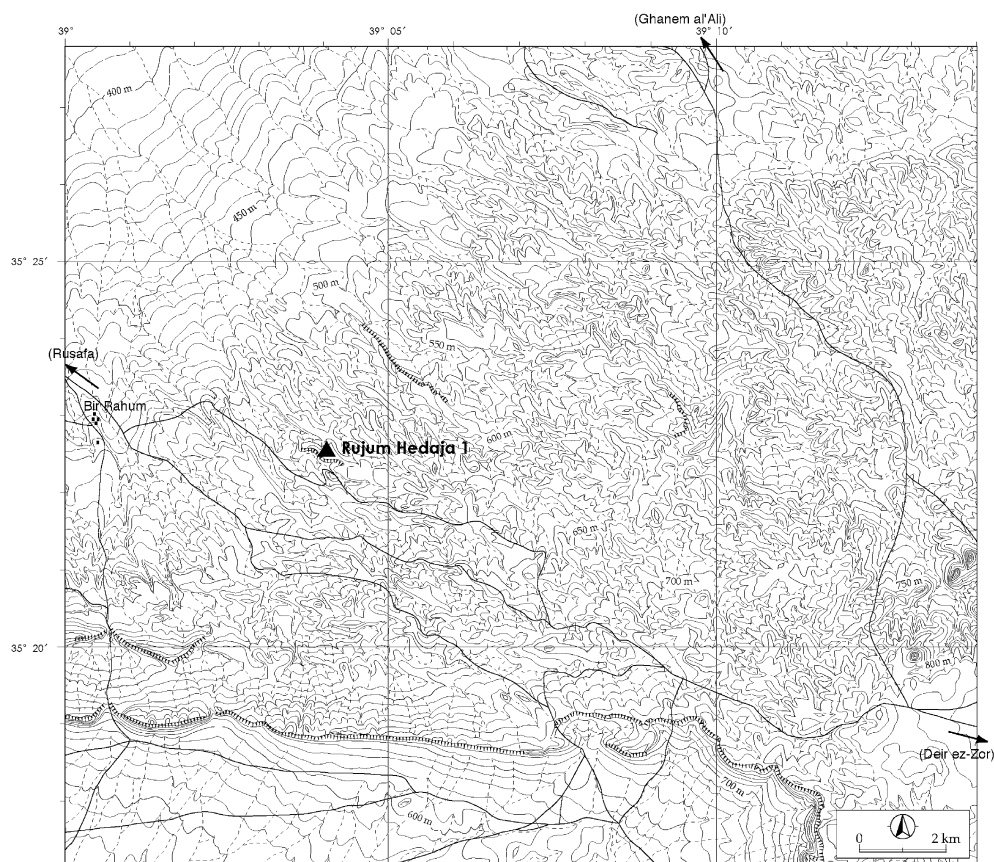 (Ghanem al'Ali)
39° 39° 05′ 39° 10′
400 m
450 m
35° 25′
500 m
550 m
(Rusafa)
Bir Rahum
600 m
Rujum Hedaja 1
650 m
700 m
750 m
35° 20′
800 m
(Deir ez-Zor)
700 m
600 m
0 2 km